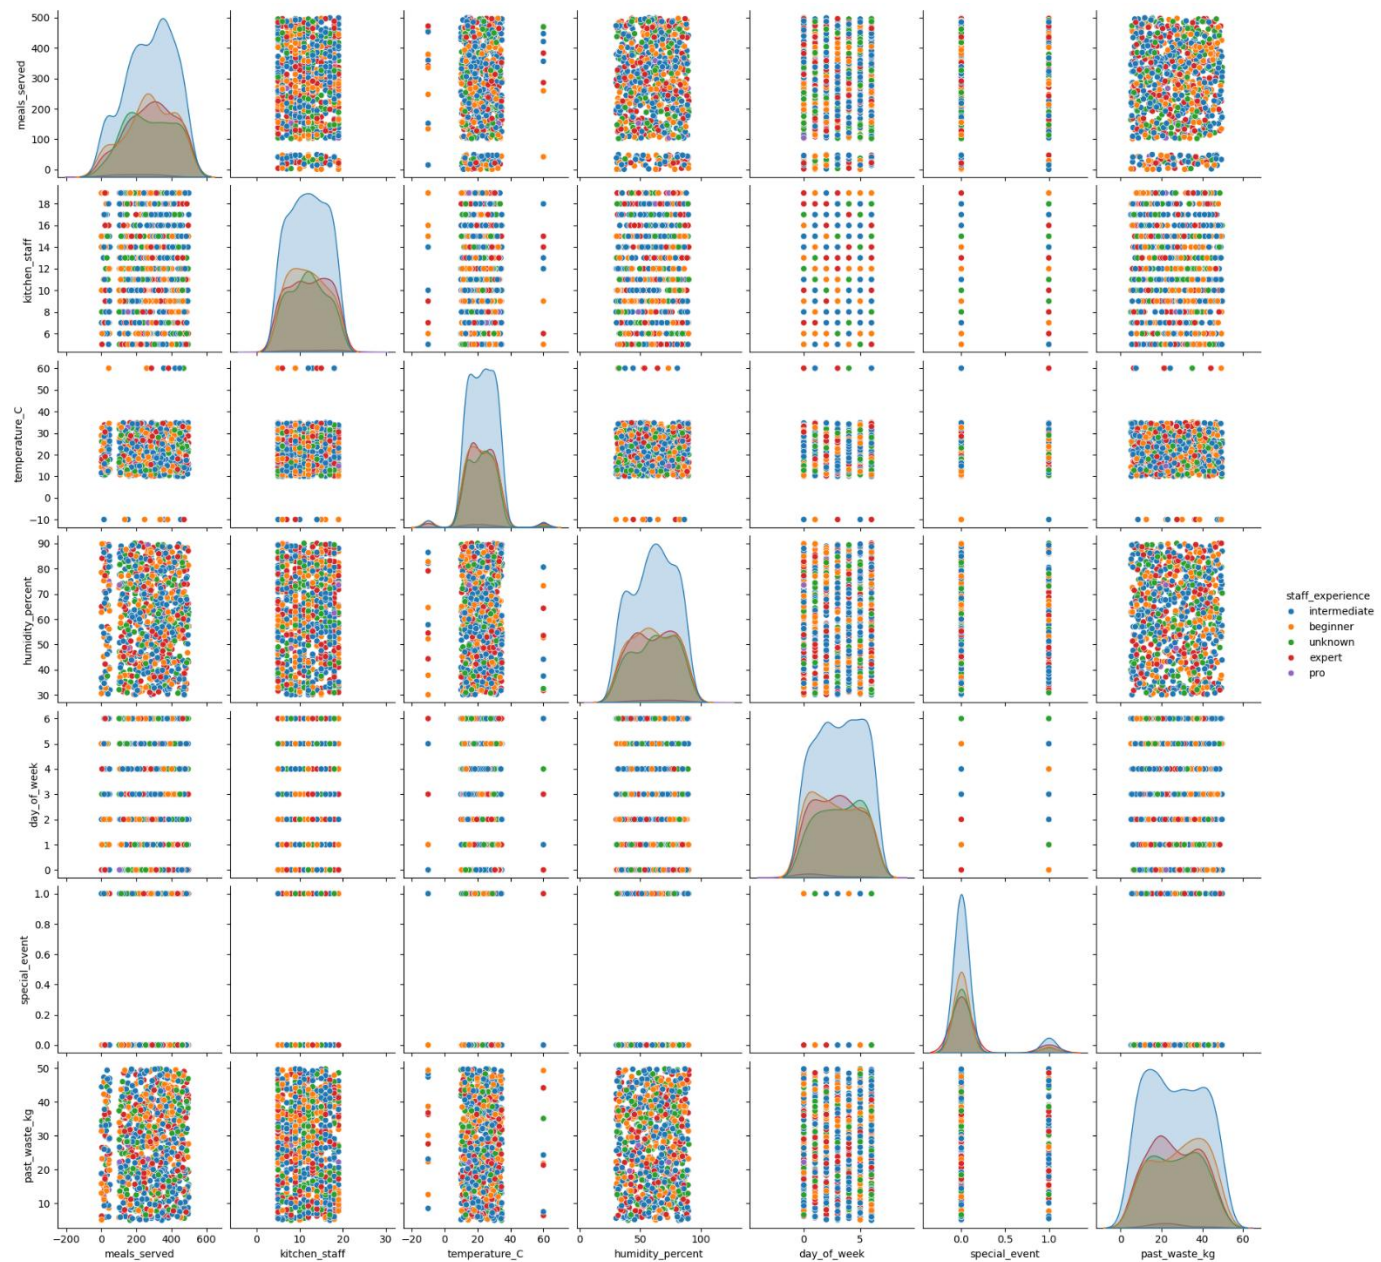 500
400
300
200
100
0
meals_served
18
16
14
12
10
8
6
kitchen_staff
60
50
40
30
20
10
0
−10
temperature_C
90
80
70
60
50
40
30
humidity_percent
staff_experience
intermediate
beginner
unknown
expert
pro
6
5
4
3
2
1
0
day_of_week
1.0
0.8
0.6
0.4
0.2
0.0
special_event
50
40
30
20
10
past_waste_kg
−200 0 200 400 600
0 10 20 30
−20 0 20 40 60
0 50 100
0 5
0.0 0.5 1.0
0 20 40 60
meals_served kitchen_staff temperature_C humidity_percent day_of_week special_event past_waste_kg